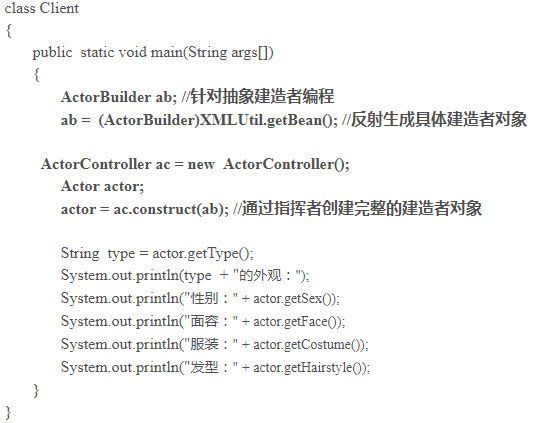 class Client
{
public static void main(String args[])
{
ActorBuilder ab; //针对抽象建造者编程
ab = (ActorBuilder)XMLUtil.getBean(); //反射生成具体建造者对象
ActorController ac = new ActorController();
Actor actor;
actor = ac.construct(ab); //通过指挥者创建完整的建造者对象
String type = actor.getType();
System.out.println(type + "的外观：");
System.out.println("性别：" + actor.getSex());
System.out.println("面容：" + actor.getFace());
System.out.println("服装：" + actor.getCostume());
System.out.println("发型：" + actor.getHairstyle());
}
}